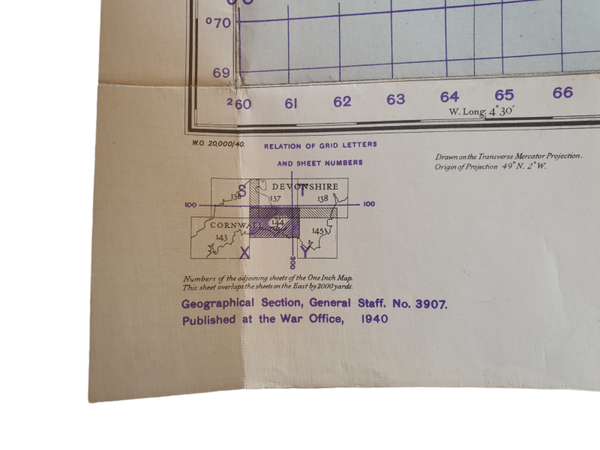 °70
69
²60 61 62 63 64 65 66
W. Long. 4°30'
W.O. 20,000/40.
RELATION OF GRID LETTERS
AND SHEET NUMBERS
Drawn on the Transverse Mercator Projection.
Origin of Projection 49°N. 2°W.
S T
DEVONSHIRE
136 137 138
100 100
CORNWALL 144
143 145
X Y
Numbers of the adjoining sheets of the One Inch Map.
This sheet overlaps the sheets on the East by 2000 yards.
Geographical Section, General Staff. No. 3907.
Published at the War Office, 1940